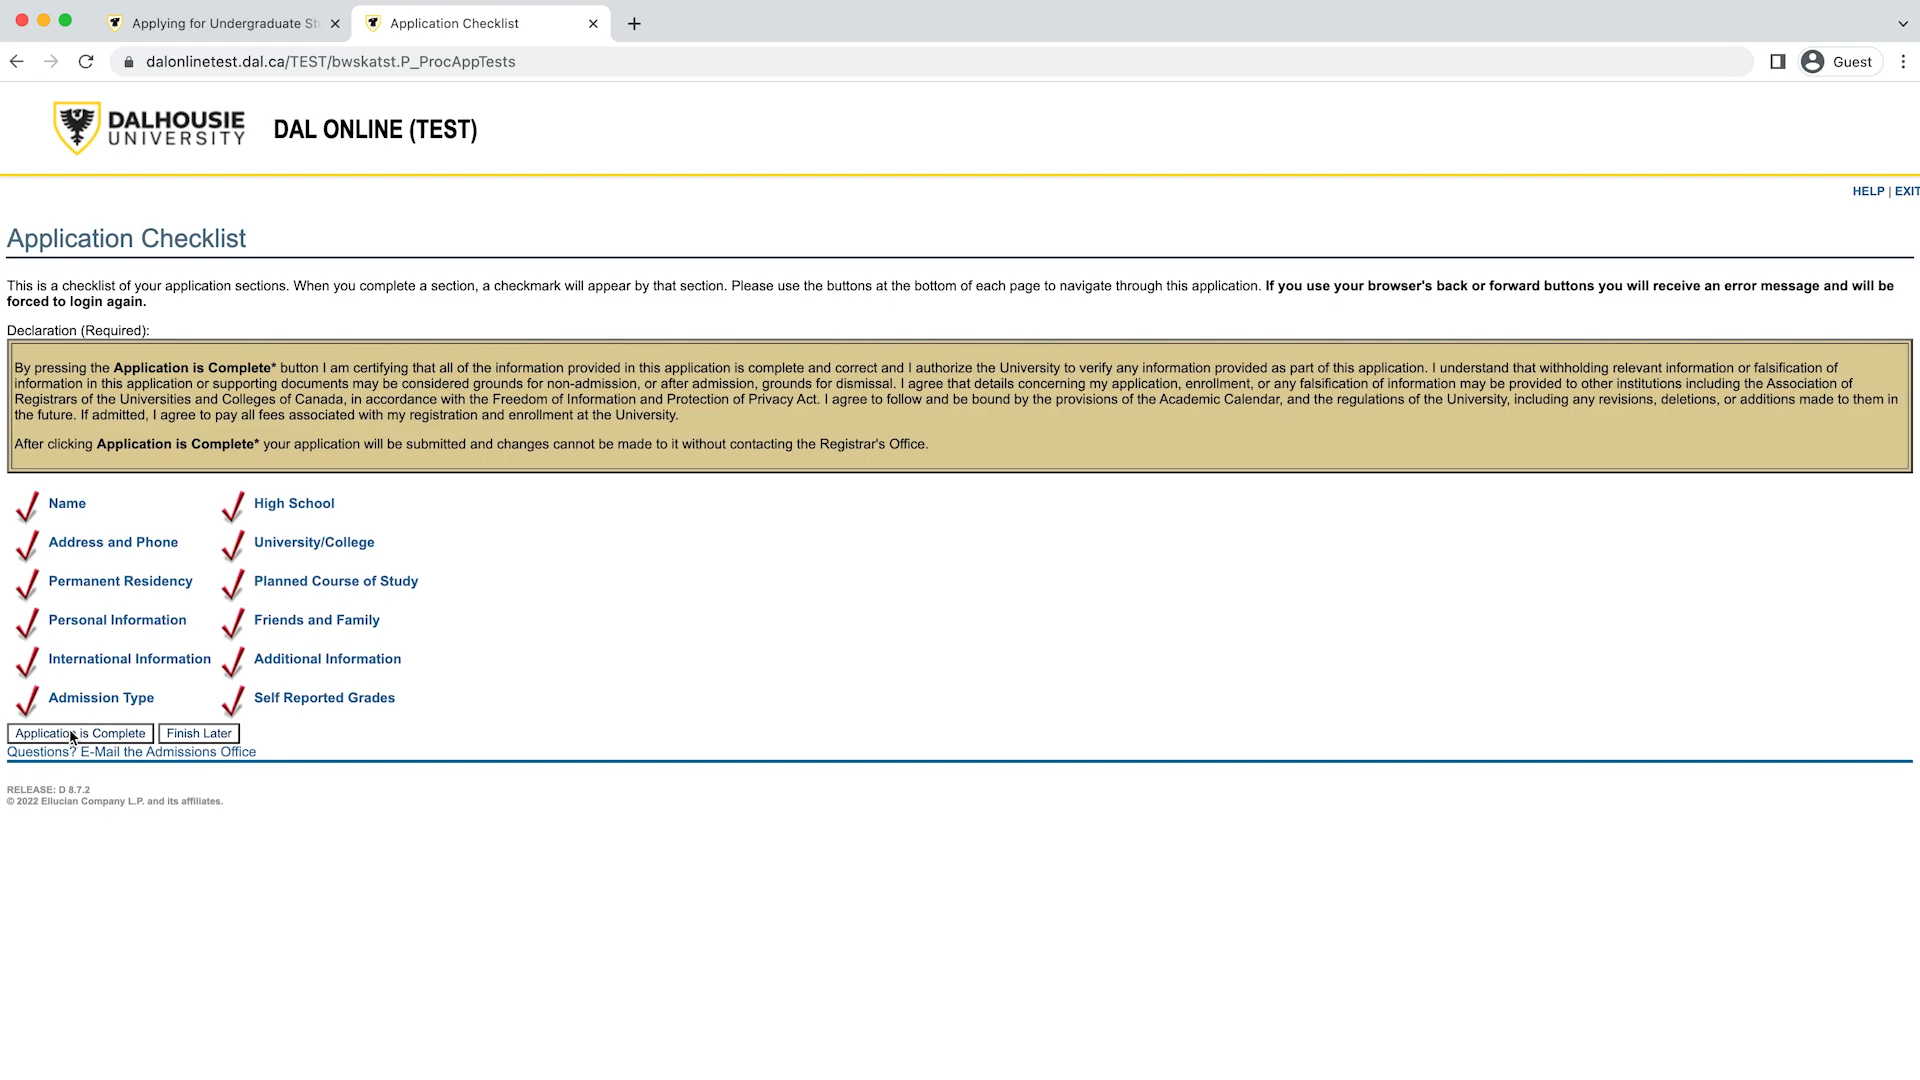 Applying for Undergraduate St
Application Checklist
dalonlinetest.dal.ca/TEST/bwskatst.P_ProcAppTests
Guest
DALHOUSIE
UNIVERSITY
DAL ONLINE (TEST)
HELP | EXIT
Application Checklist
This is a checklist of your application sections. When you complete a section, a checkmark will appear by that section. Please use the buttons at the bottom of each page to navigate through this application. If you use your browser's back or forward buttons you will receive an error message and will be
forced to login again.
Declaration (Required):
By pressing the Application is Complete* button I am certifying that all of the information provided in this application is complete and correct and I authorize the University to verify any information provided as part of this application. I understand that withholding relevant information or falsification of
information in this application or supporting documents may be considered grounds for non-admission, or after admission, grounds for dismissal. I agree that details concerning my application, enrollment, or any falsification of information may be provided to other institutions including the Association of
Registrars of the Universities and Colleges of Canada, in accordance with the Freedom of Information and Protection of Privacy Act. I agree to follow and be bound by the provisions of the Academic Calendar, and the regulations of the University, including any revisions, deletions, or additions made to them in
the future. If admitted, I agree to pay all fees associated with my registration and enrollment at the University.
After clicking Application is Complete* your application will be submitted and changes cannot be made to it without contacting the Registrar's Office.
Name High School
Address and Phone University/College
Permanent Residency Planned Course of Study
Personal Information Friends and Family
International Information Additional Information
Admission Type Self Reported Grades
Application is Complete Finish Later
Questions? E-Mail the Admissions Office
RELEASE: D 8.7.2
© 2022 Ellucian Company L.P. and its affiliates.